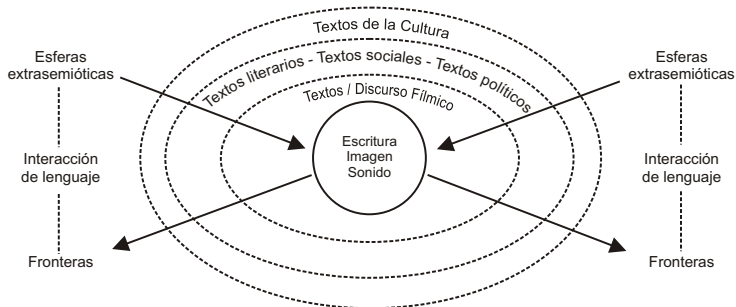 Textos de la Cultura
Textos literarios - Textos sociales - Textos políticos
Textos / Discurso Fílmico
Escritura
Imagen
Sonido
Esferas
extrasemióticas
Interacción
de lenguaje
Fronteras
Esferas
extrasemióticas
Interacción
de lenguaje
Fronteras